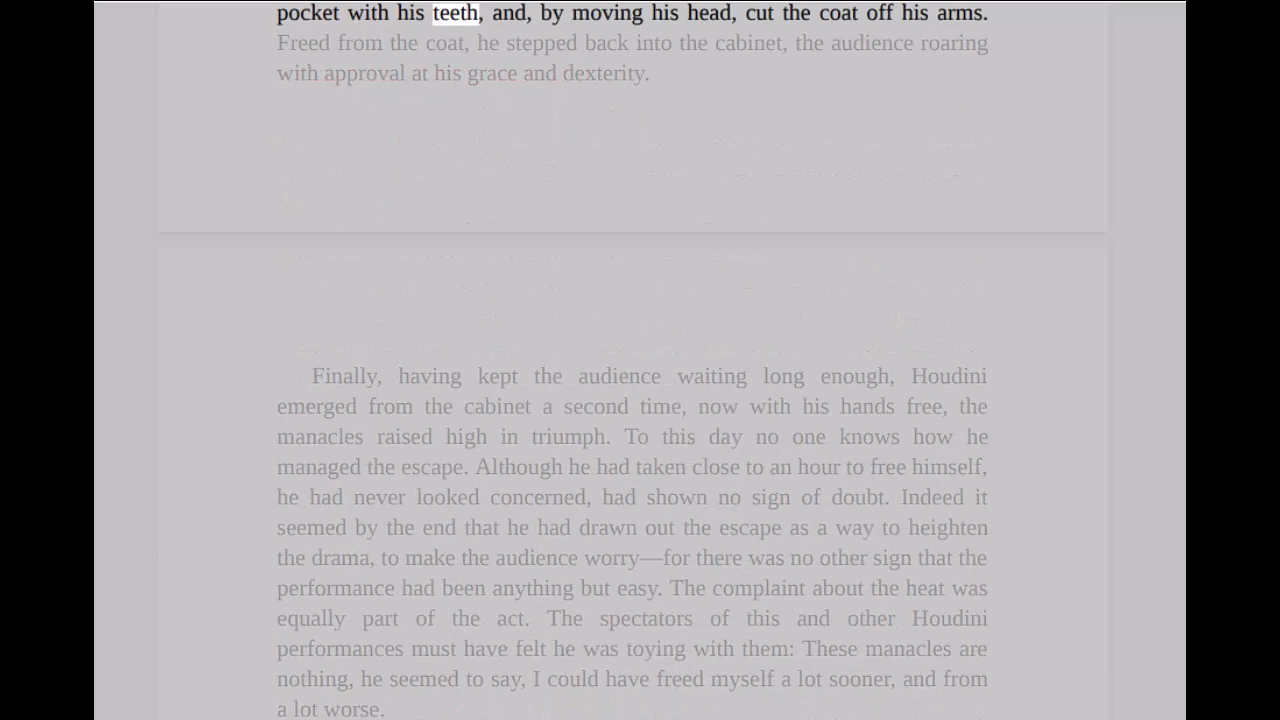 pocket with his teeth, and, by moving his head, cut the coat off his arms.
Freed from the coat, he stepped back into the cabinet, the audience roaring
with approval at his grace and dexterity.
Finally, having kept the audience waiting long enough, Houdini
emerged from the cabinet a second time, now with his hands free, the
manacles raised high in triumph. To this day no one knows how he
managed the escape. Although he had taken close to an hour to free himself,
he had never looked concerned, had shown no sign of doubt. Indeed it
seemed by the end that he had drawn out the escape as a way to heighten
the drama, to make the audience worry—for there was no other sign that the
performance had been anything but easy. The complaint about the heat was
equally part of the act. The spectators of this and other Houdini
performances must have felt he was toying with them: These manacles are
nothing, he seemed to say, I could have freed myself a lot sooner, and from
a lot worse.